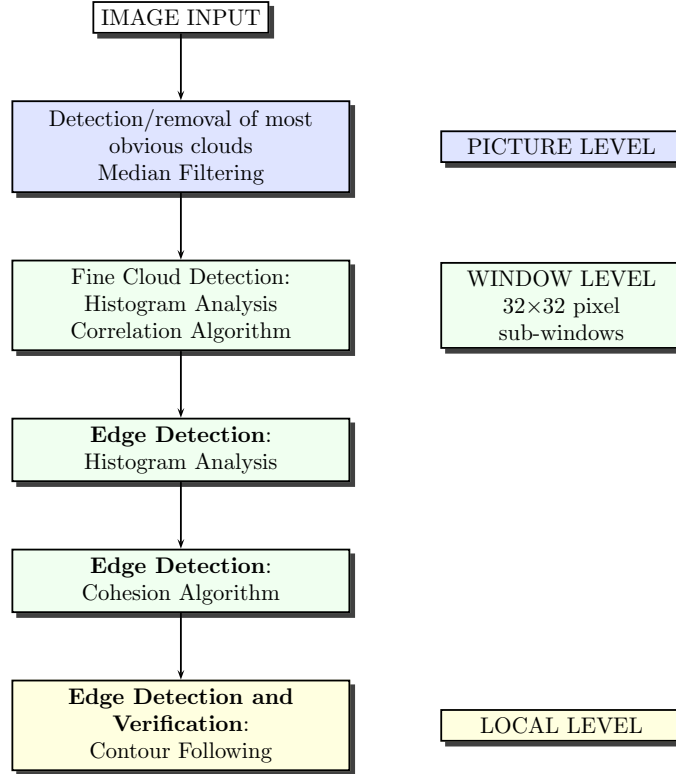 IMAGE INPUT
Detection/removal of most
obvious clouds
Median Filtering
PICTURE LEVEL
Fine Cloud Detection:
Histogram Analysis
Correlation Algorithm
WINDOW LEVEL
32×32 pixel
sub-windows
Edge Detection:
Histogram Analysis
Edge Detection:
Cohesion Algorithm
Edge Detection and
Verification:
Contour Following
LOCAL LEVEL